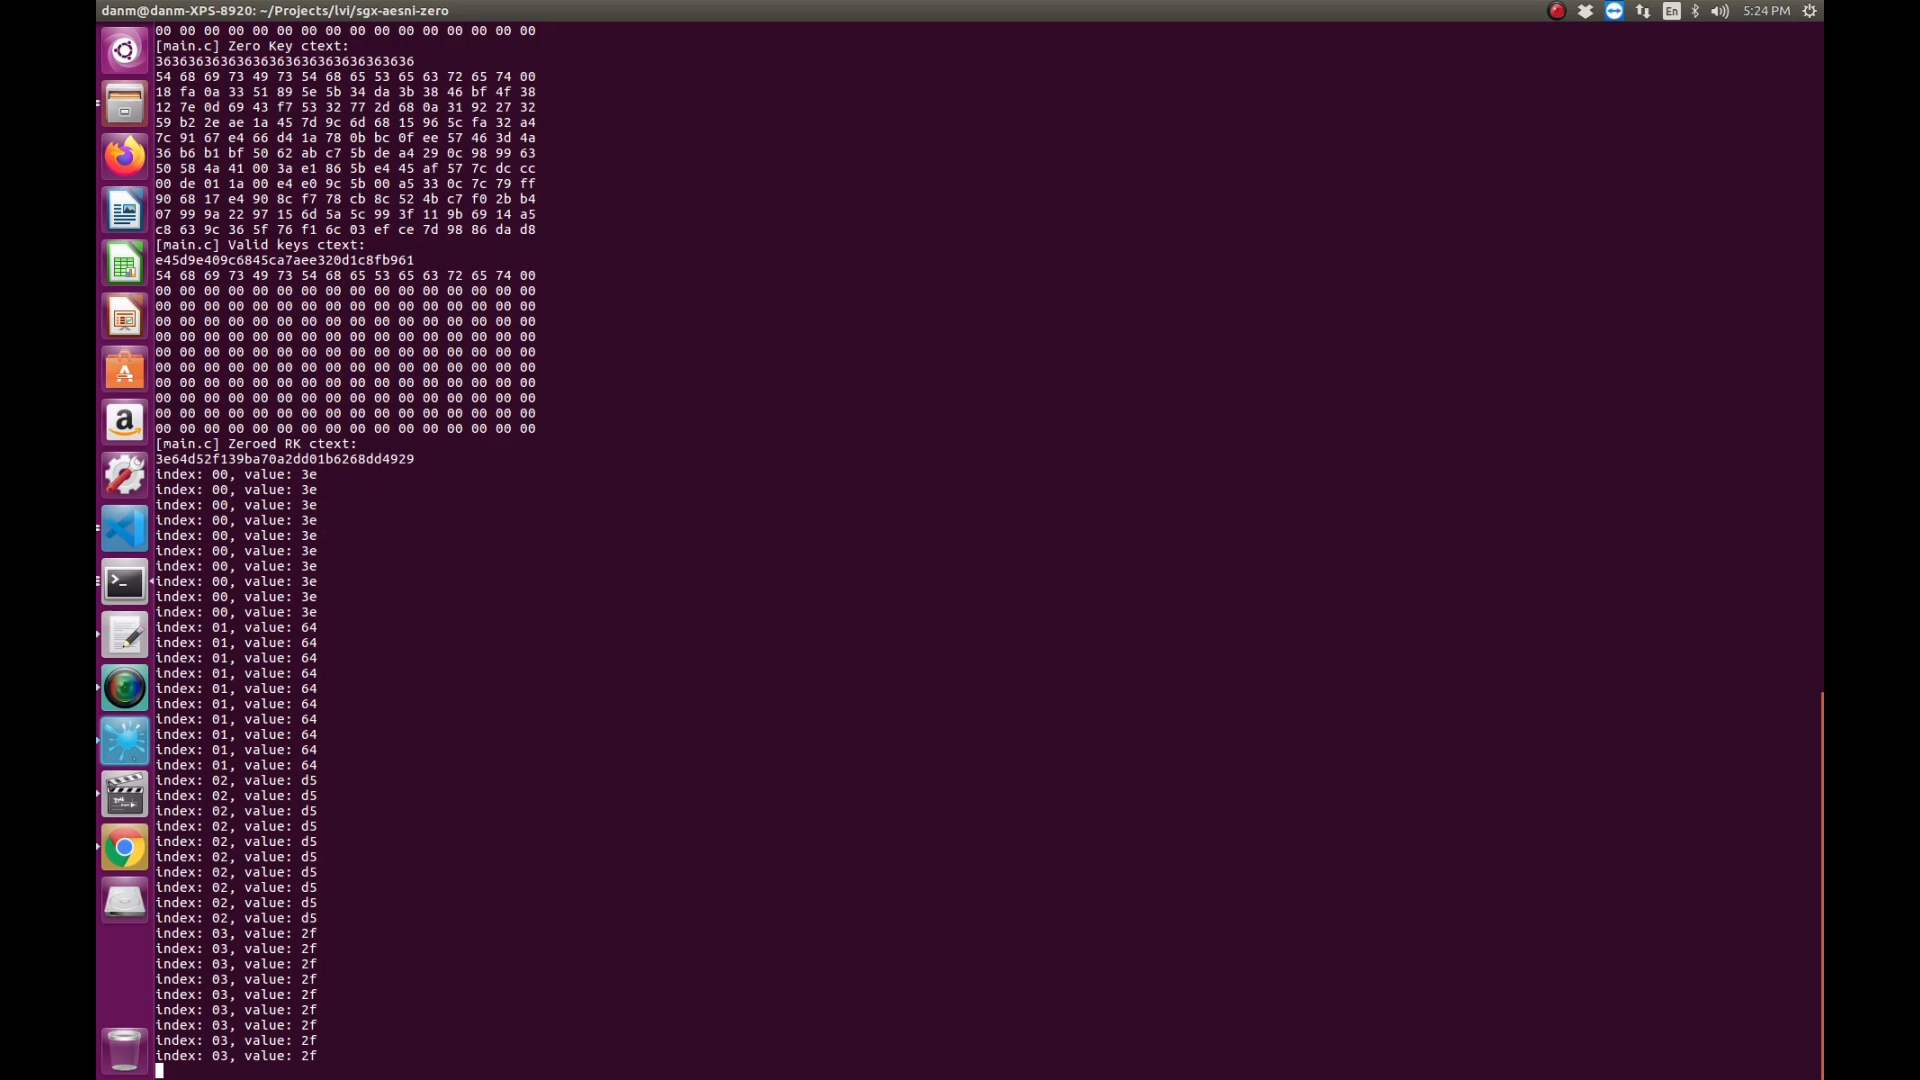 danm@danm-XPS-8920: ~/Projects/lvi/sgx-aesni-zero
En
5:24 PM
00 00 00 00 00 00 00 00 00 00 00 00 00 00 00 00
[main.c] Zero Key ctext:
36363636363636363636363636363636
54 68 69 73 49 73 54 68 65 53 65 63 72 65 74 00
18 fa 0a 33 51 89 5e 5b 34 da 3b 38 46 bf 4f 38
12 7e 0d 69 43 f7 53 32 77 2d 68 0a 31 92 27 32
59 b2 2e ae 1a 45 7d 9c 6d 68 15 96 5c fa 32 a4
7c 91 67 e4 66 d4 1a 78 0b bc 0f ee 57 46 3d 4a
36 b6 b1 bf 50 62 ab c7 5b de a4 29 0c 98 99 63
50 58 4a 41 00 3a e1 86 5b e4 45 af 57 7c dc cc
00 de 01 1a 00 e4 e0 9c 5b 00 a5 33 0c 7c 79 ff
90 68 17 e4 90 8c f7 78 cb 8c 52 4b c7 f0 2b b4
07 99 9a 22 97 15 6d 5a 5c 99 3f 11 9b 69 14 a5
c8 63 9c 36 5f 76 f1 6c 03 ef ce 7d 98 86 da d8
[main.c] Valid keys ctext:
e45d9e409c6845ca7aee320d1c8fb961
54 68 69 73 49 73 54 68 65 53 65 63 72 65 74 00
00 00 00 00 00 00 00 00 00 00 00 00 00 00 00 00
00 00 00 00 00 00 00 00 00 00 00 00 00 00 00 00
00 00 00 00 00 00 00 00 00 00 00 00 00 00 00 00
00 00 00 00 00 00 00 00 00 00 00 00 00 00 00 00
00 00 00 00 00 00 00 00 00 00 00 00 00 00 00 00
00 00 00 00 00 00 00 00 00 00 00 00 00 00 00 00
00 00 00 00 00 00 00 00 00 00 00 00 00 00 00 00
00 00 00 00 00 00 00 00 00 00 00 00 00 00 00 00
00 00 00 00 00 00 00 00 00 00 00 00 00 00 00 00
00 00 00 00 00 00 00 00 00 00 00 00 00 00 00 00
[main.c] Zeroed RK ctext:
3e64d52f139ba70a2dd01b6268dd4929
index: 00, value: 3e
index: 00, value: 3e
index: 00, value: 3e
index: 00, value: 3e
index: 00, value: 3e
index: 00, value: 3e
index: 00, value: 3e
index: 00, value: 3e
index: 00, value: 3e
index: 00, value: 3e
index: 01, value: 64
index: 01, value: 64
index: 01, value: 64
index: 01, value: 64
index: 01, value: 64
index: 01, value: 64
index: 01, value: 64
index: 01, value: 64
index: 01, value: 64
index: 01, value: 64
index: 02, value: d5
index: 02, value: d5
index: 02, value: d5
index: 02, value: d5
index: 02, value: d5
index: 02, value: d5
index: 02, value: d5
index: 02, value: d5
index: 02, value: d5
index: 02, value: d5
index: 03, value: 2f
index: 03, value: 2f
index: 03, value: 2f
index: 03, value: 2f
index: 03, value: 2f
index: 03, value: 2f
index: 03, value: 2f
index: 03, value: 2f
index: 03, value: 2f